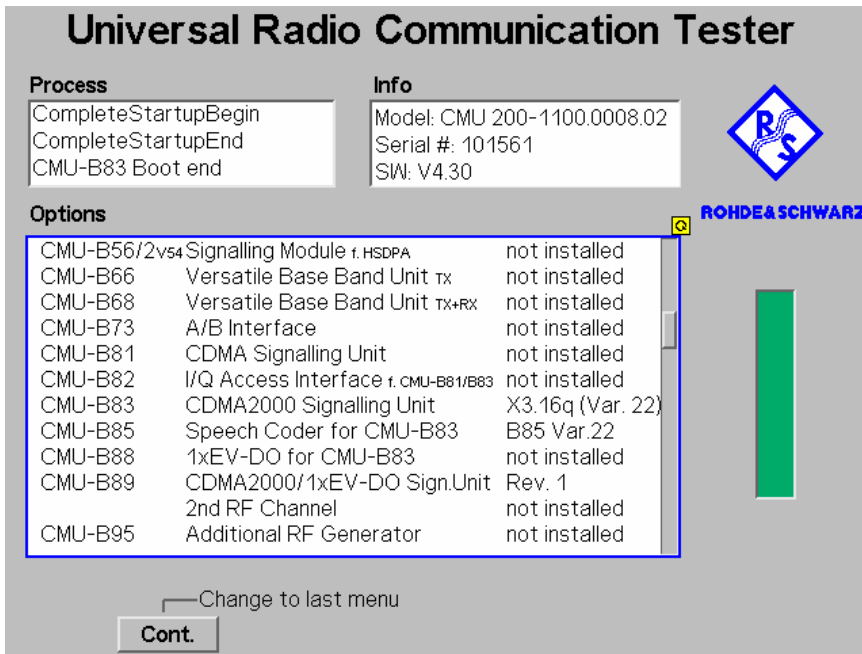 Universal Radio Communication Tester
Process
CompleteStartupBegin
CompleteStartupEnd
CMU-B83 Boot end
Info
Model: CMU 200-1100.0008.02
Serial #: 101561
SW: V4.30
R S
ROHDE&SCHWARZ
Options
CMU-B56/2V54 Signalling Module f. HSDPA not installed
CMU-B66 Versatile Base Band Unit TX not installed
CMU-B68 Versatile Base Band Unit TX+RX not installed
CMU-B73 A/B Interface not installed
CMU-B81 CDMA Signalling Unit not installed
CMU-B82 I/Q Access Interface f. CMU-B81/B83 not installed
CMU-B83 CDMA2000 Signalling Unit X3.16q (Var. 22)
CMU-B85 Speech Coder for CMU-B83 B85 Var.22
CMU-B88 1xEV-DO for CMU-B83 not installed
CMU-B89 CDMA2000/1xEV-DO Sign.Unit Rev. 1
2nd RF Channel not installed
CMU-B95 Additional RF Generator not installed
Change to last menu
Cont.